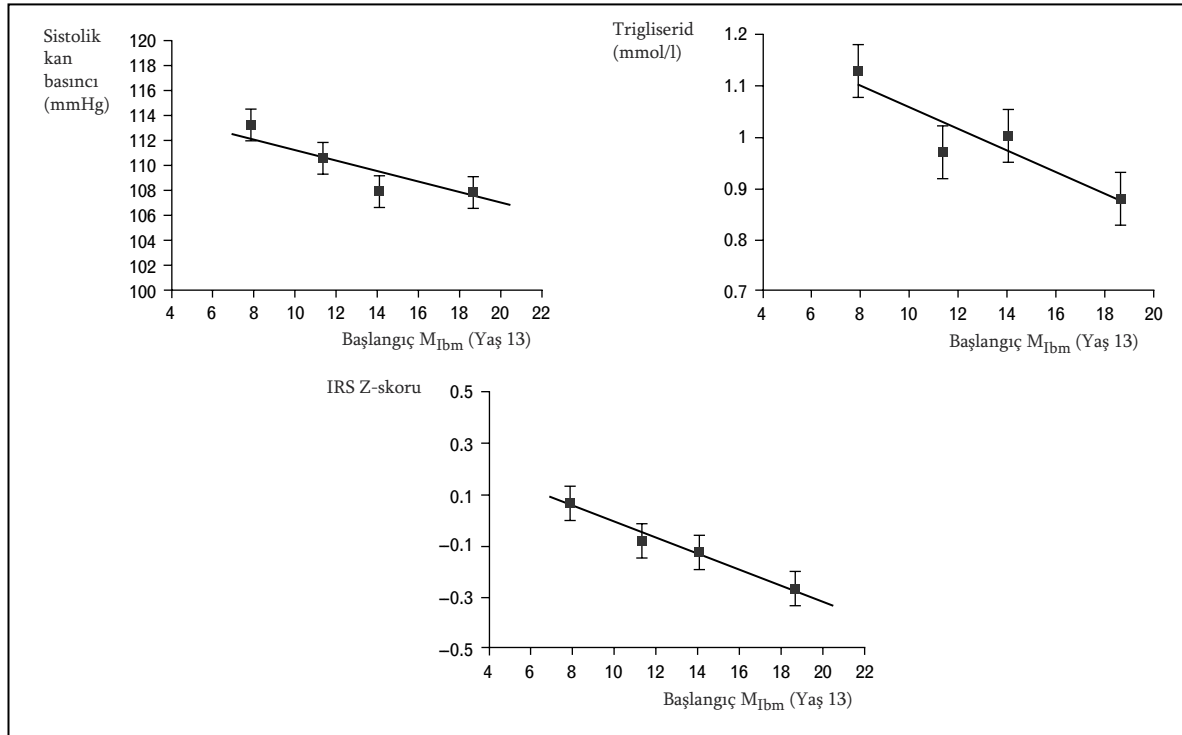 Sistolik
kan
basıncı
(mmHg)
120
118
116
114
112
110
108
106
104
102
100
4 6 8 10 12 14 16 18 20 22
Başlangıç M_Ibm (Yaş 13)
Trigliserid
(mmol/l)
1.2
1.1
1
0.9
0.8
0.7
4 6 8 10 12 14 16 18 20
Başlangıç M_Ibm (Yaş 13)
IRS Z-skoru
0.5
0.3
0.1
–0.1
–0.3
–0.5
4 6 8 10 12 14 16 18 20 22
Başlangıç M_Ibm (Yaş 13)